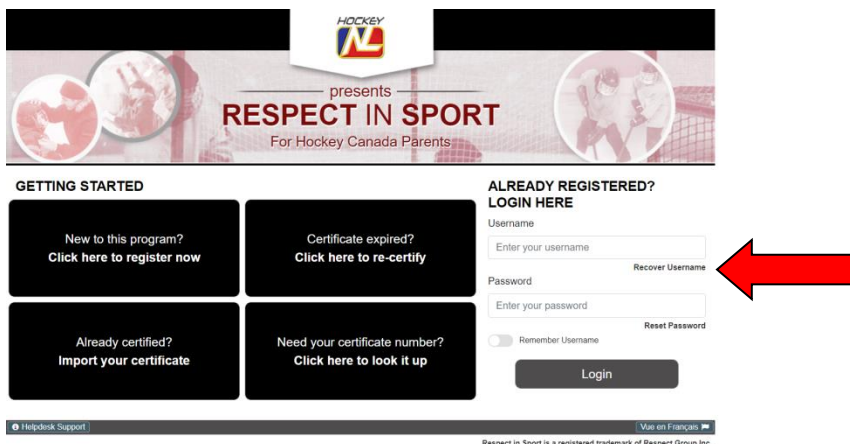 HOCKEY
NL
presents
RESPECT IN SPORT
For Hockey Canada Parents
GETTING STARTED
New to this program?
Click here to register now
Certificate expired?
Click here to re-certify
Already certified?
Import your certificate
Need your certificate number?
Click here to look it up
ALREADY REGISTERED?
LOGIN HERE
Username
Enter your username
Recover Username
Password
Enter your password
Reset Password
Remember Username
Login
Helpdesk Support
Vue en Français
Respect in Sport is a registered trademark of Respect Group Inc.